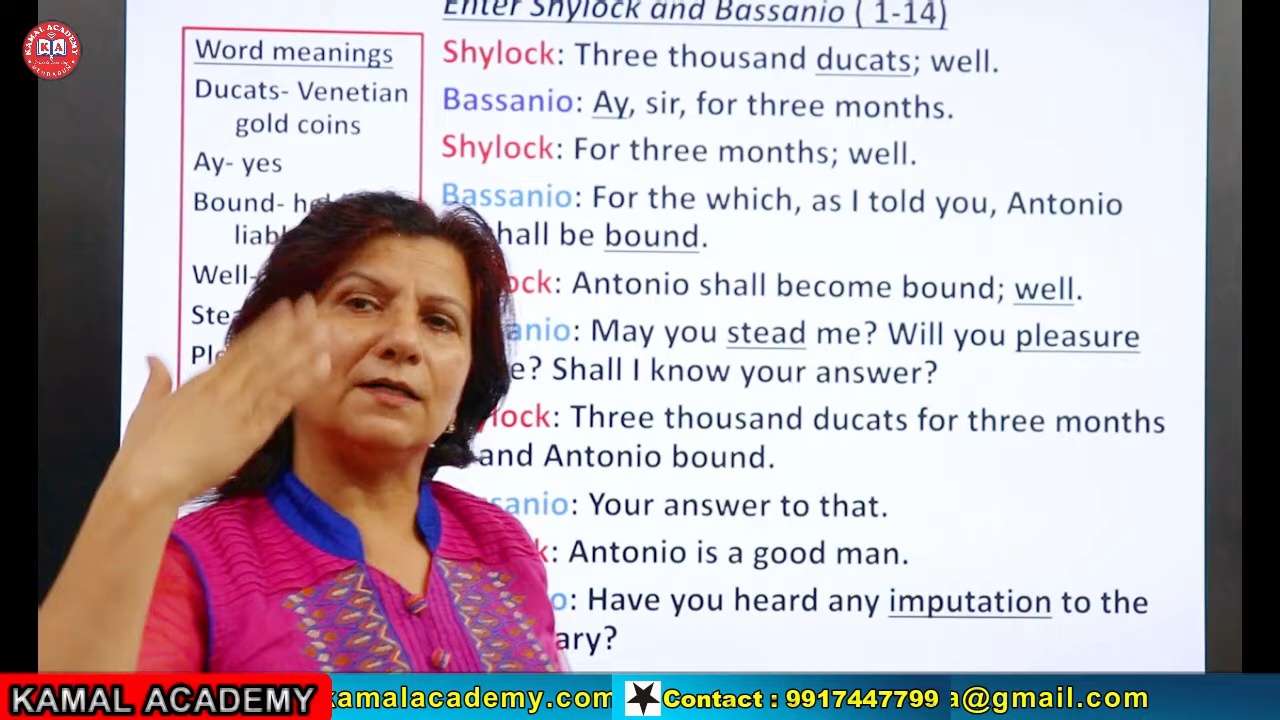 Enter Shylock and Bassanio ( 1-14)
KAMAL ACADEMY
KA
DEHRADUN
Word meanings
Ducats- Venetian
gold coins
Ay- yes
Bound-
Well-
Shylock: Three thousand ducats; well.
Bassanio: Ay, sir, for three months.
Shylock: For three months; well.
Bassanio: For the which, as I told you, Antonio
hall be bound.
ock: Antonio shall become bound; well.
anio: May you stead me? Will you pleasure
e? Shall I know your answer?
lock: Three thousand ducats for three months
and Antonio bound.
sanio: Your answer to that.
k: Antonio is a good man.
o: Have you heard any imputation to the
ary?
KAMAL ACADEMY
kamalacademy.com
Contact : 9917447799
a@gmail.com